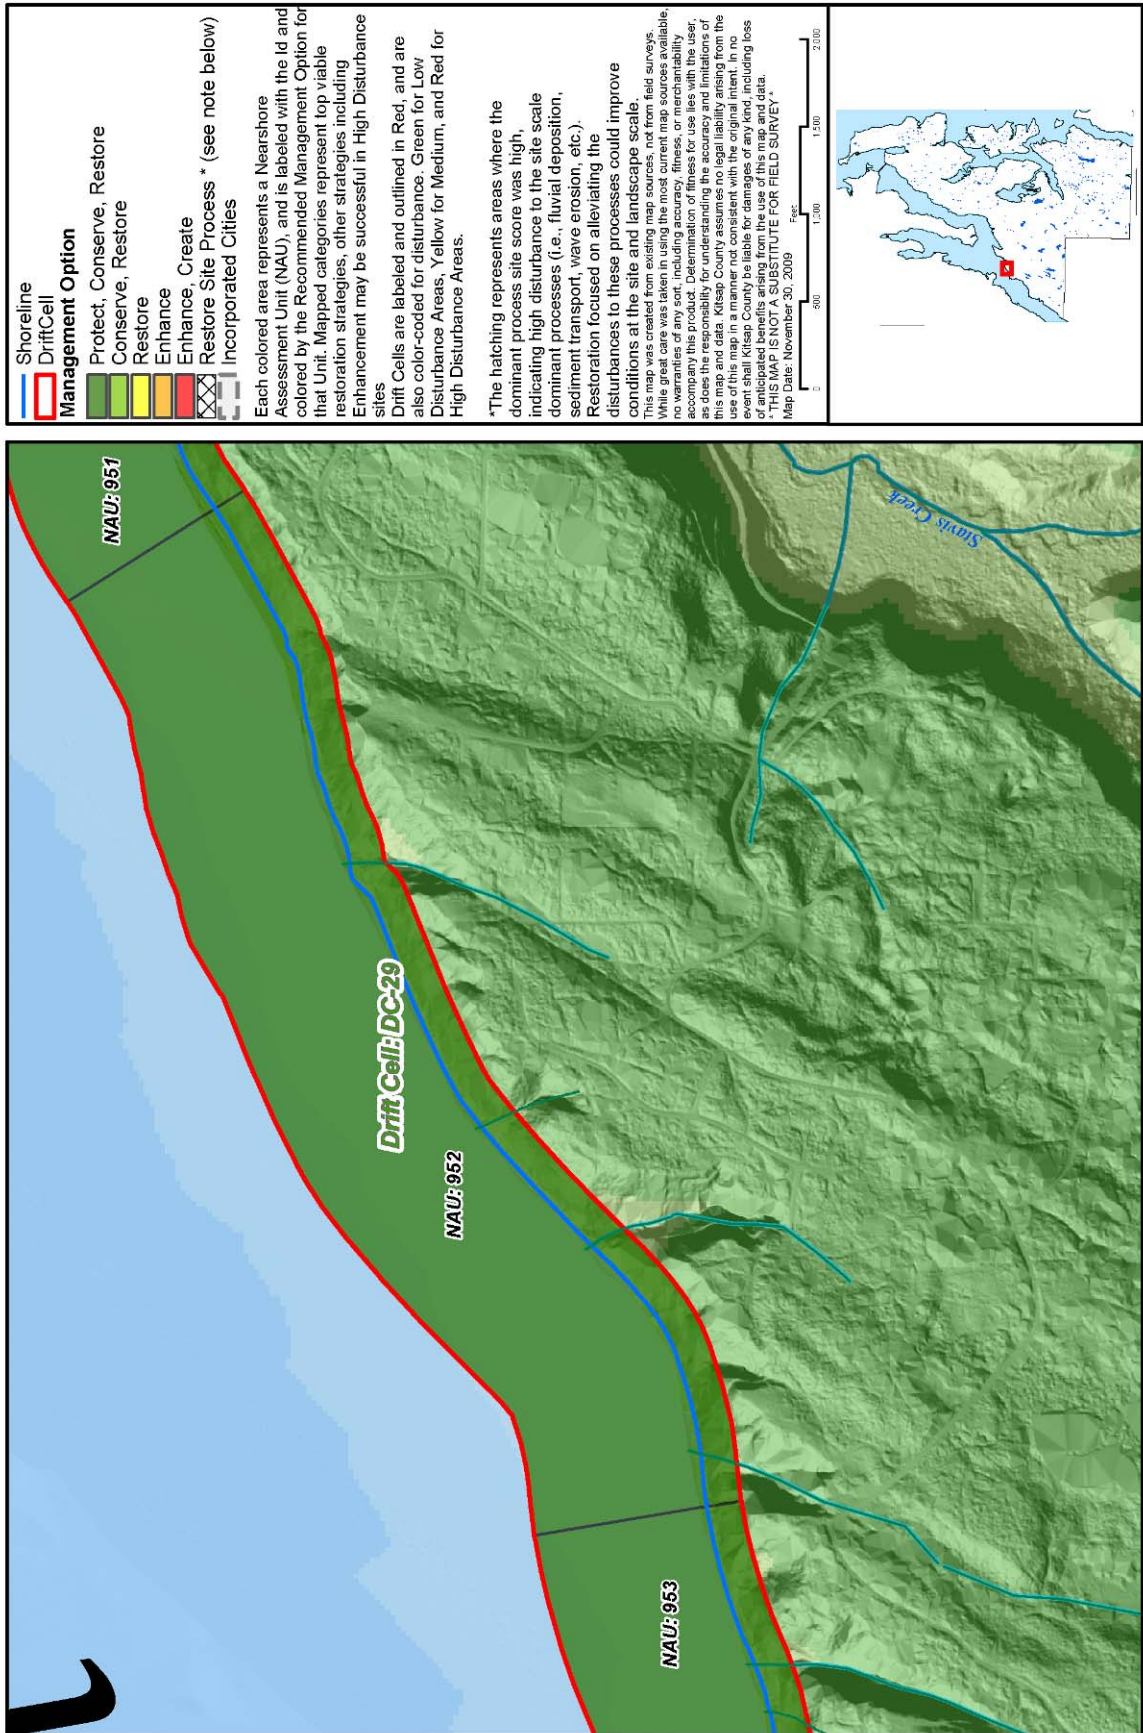 Shoreline
DriftCell
Management Option
Protect, Conserve, Restore
Conserve, Restore
Restore
Enhance
Enhance, Create
Restore Site Process * (see note below)
Incorporated Cities
Each colored area represents a Nearshore
Assessment Unit (NAU), and is labeled with the Id and
colored by the Recommended Management Option for
that Unit. Mapped categories represent top viable
restoration strategies, other strategies including
Enhancement may be successful in High Disturbance
sites
Drift Cells are labeled and outlined in Red, and are
also color-coded for disturbance. Green for Low
Disturbance Areas, Yellow for Medium, and Red for
High Disturbance Areas.
*The hatching represents areas where the
dominant process site score was high,
indicating high disturbance to the site scale
dominant processes (i.e., fluvial deposition,
sediment transport, wave erosion, etc.).
Restoration focused on alleviating the
disturbances to these processes could improve
conditions at the site and landscape scale.
This map was created from existing map sources, not from field surveys.
While great care was taken in using the most current map sources available,
no warranties of any sort, including accuracy, fitness, or merchantability
accompany this product. Determination of fitness for use lies with the user,
as does the responsiblity for understanding the accuracy and limitations of
this map and data. Kitsap County assumes no legal liability arising from the
use of this map in a manner not consistent with the original intent. In no
event shall Kitsap County be liable for damages of any kind, including loss
of anticipated benefits arising from the use of this map and data.
* THIS MAP IS NOT A SUBSTITUTE FOR FIELD SURVEY *
Map Date: November 30, 2009
Feet
0 500 1,000 1,500 2,000
NAU: 951
Drift Cell: DC-29
NAU: 952
NAU: 953
Stavis Creek